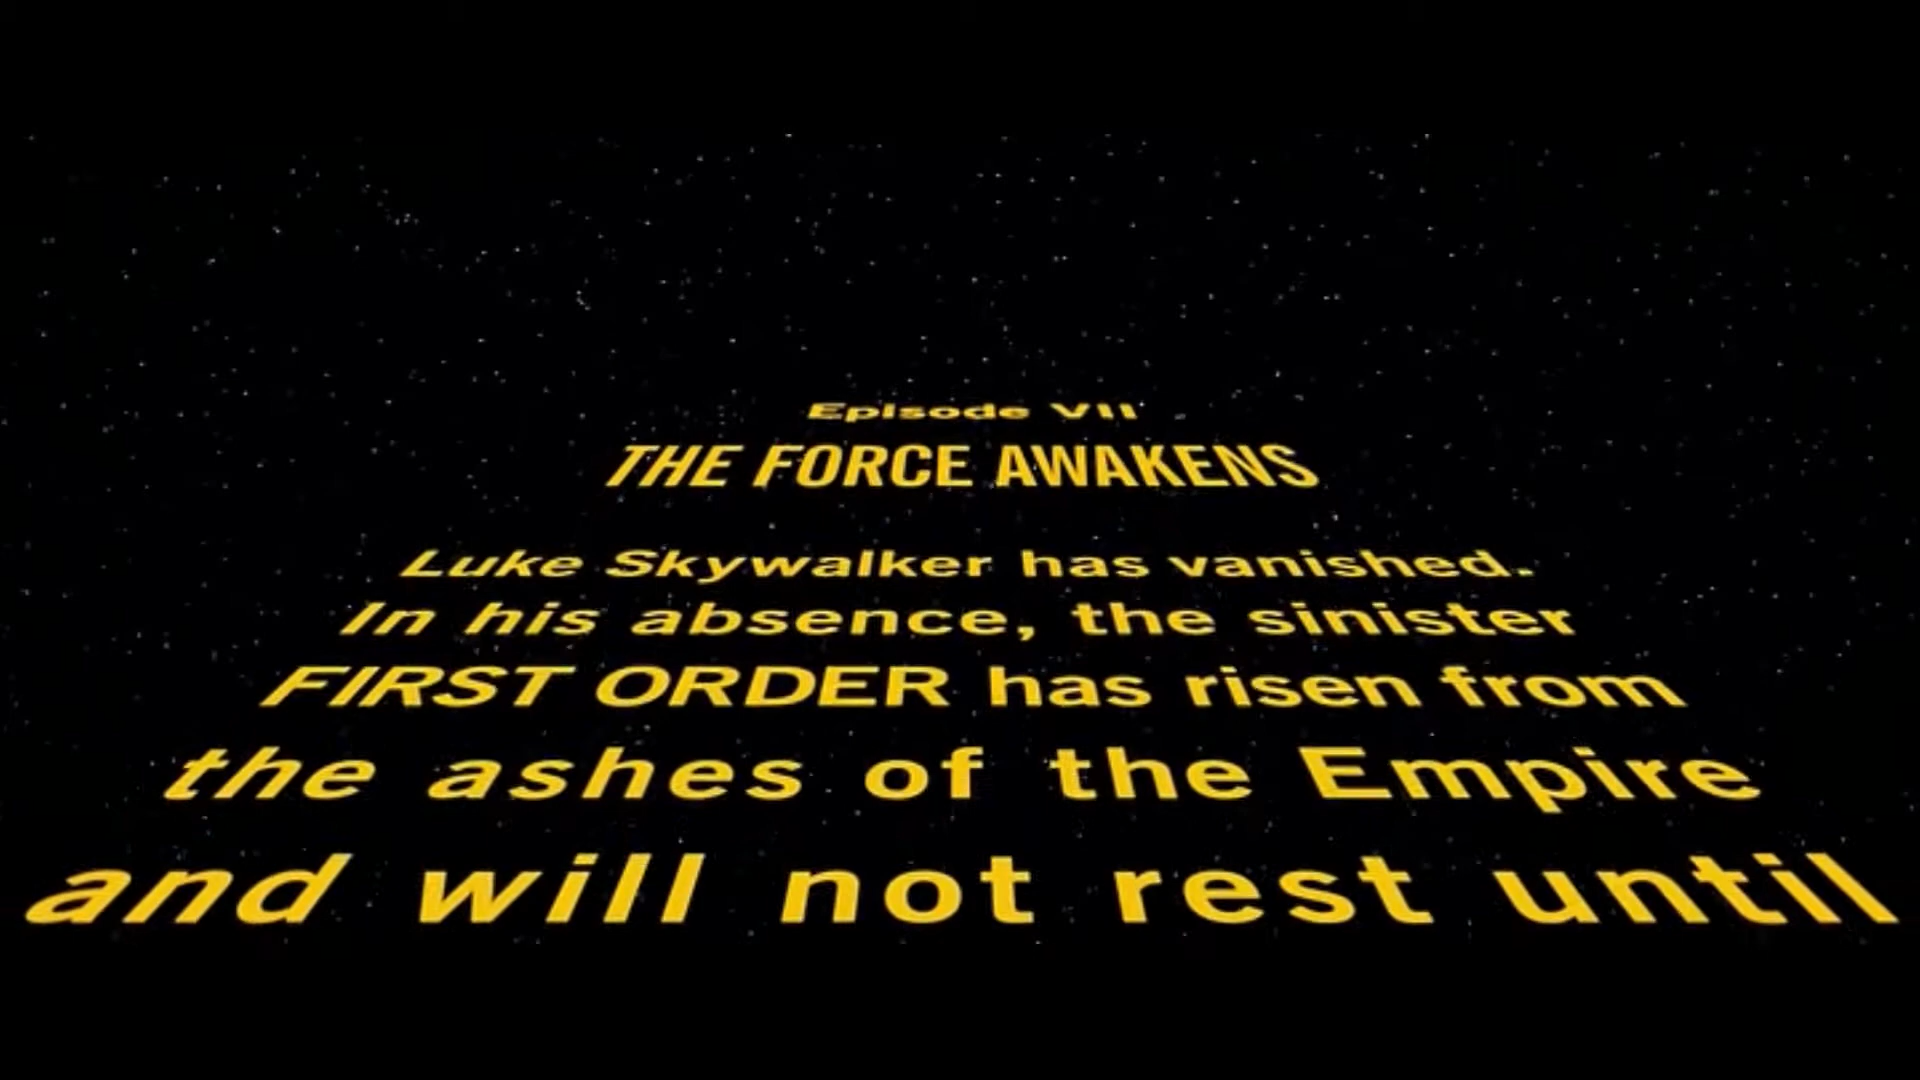 Episode VII
THE FORCE AWAKENS
Luke Skywalker has vanished.
In his absence, the sinister
FIRST ORDER has risen from
the ashes of the Empire
and will not rest until